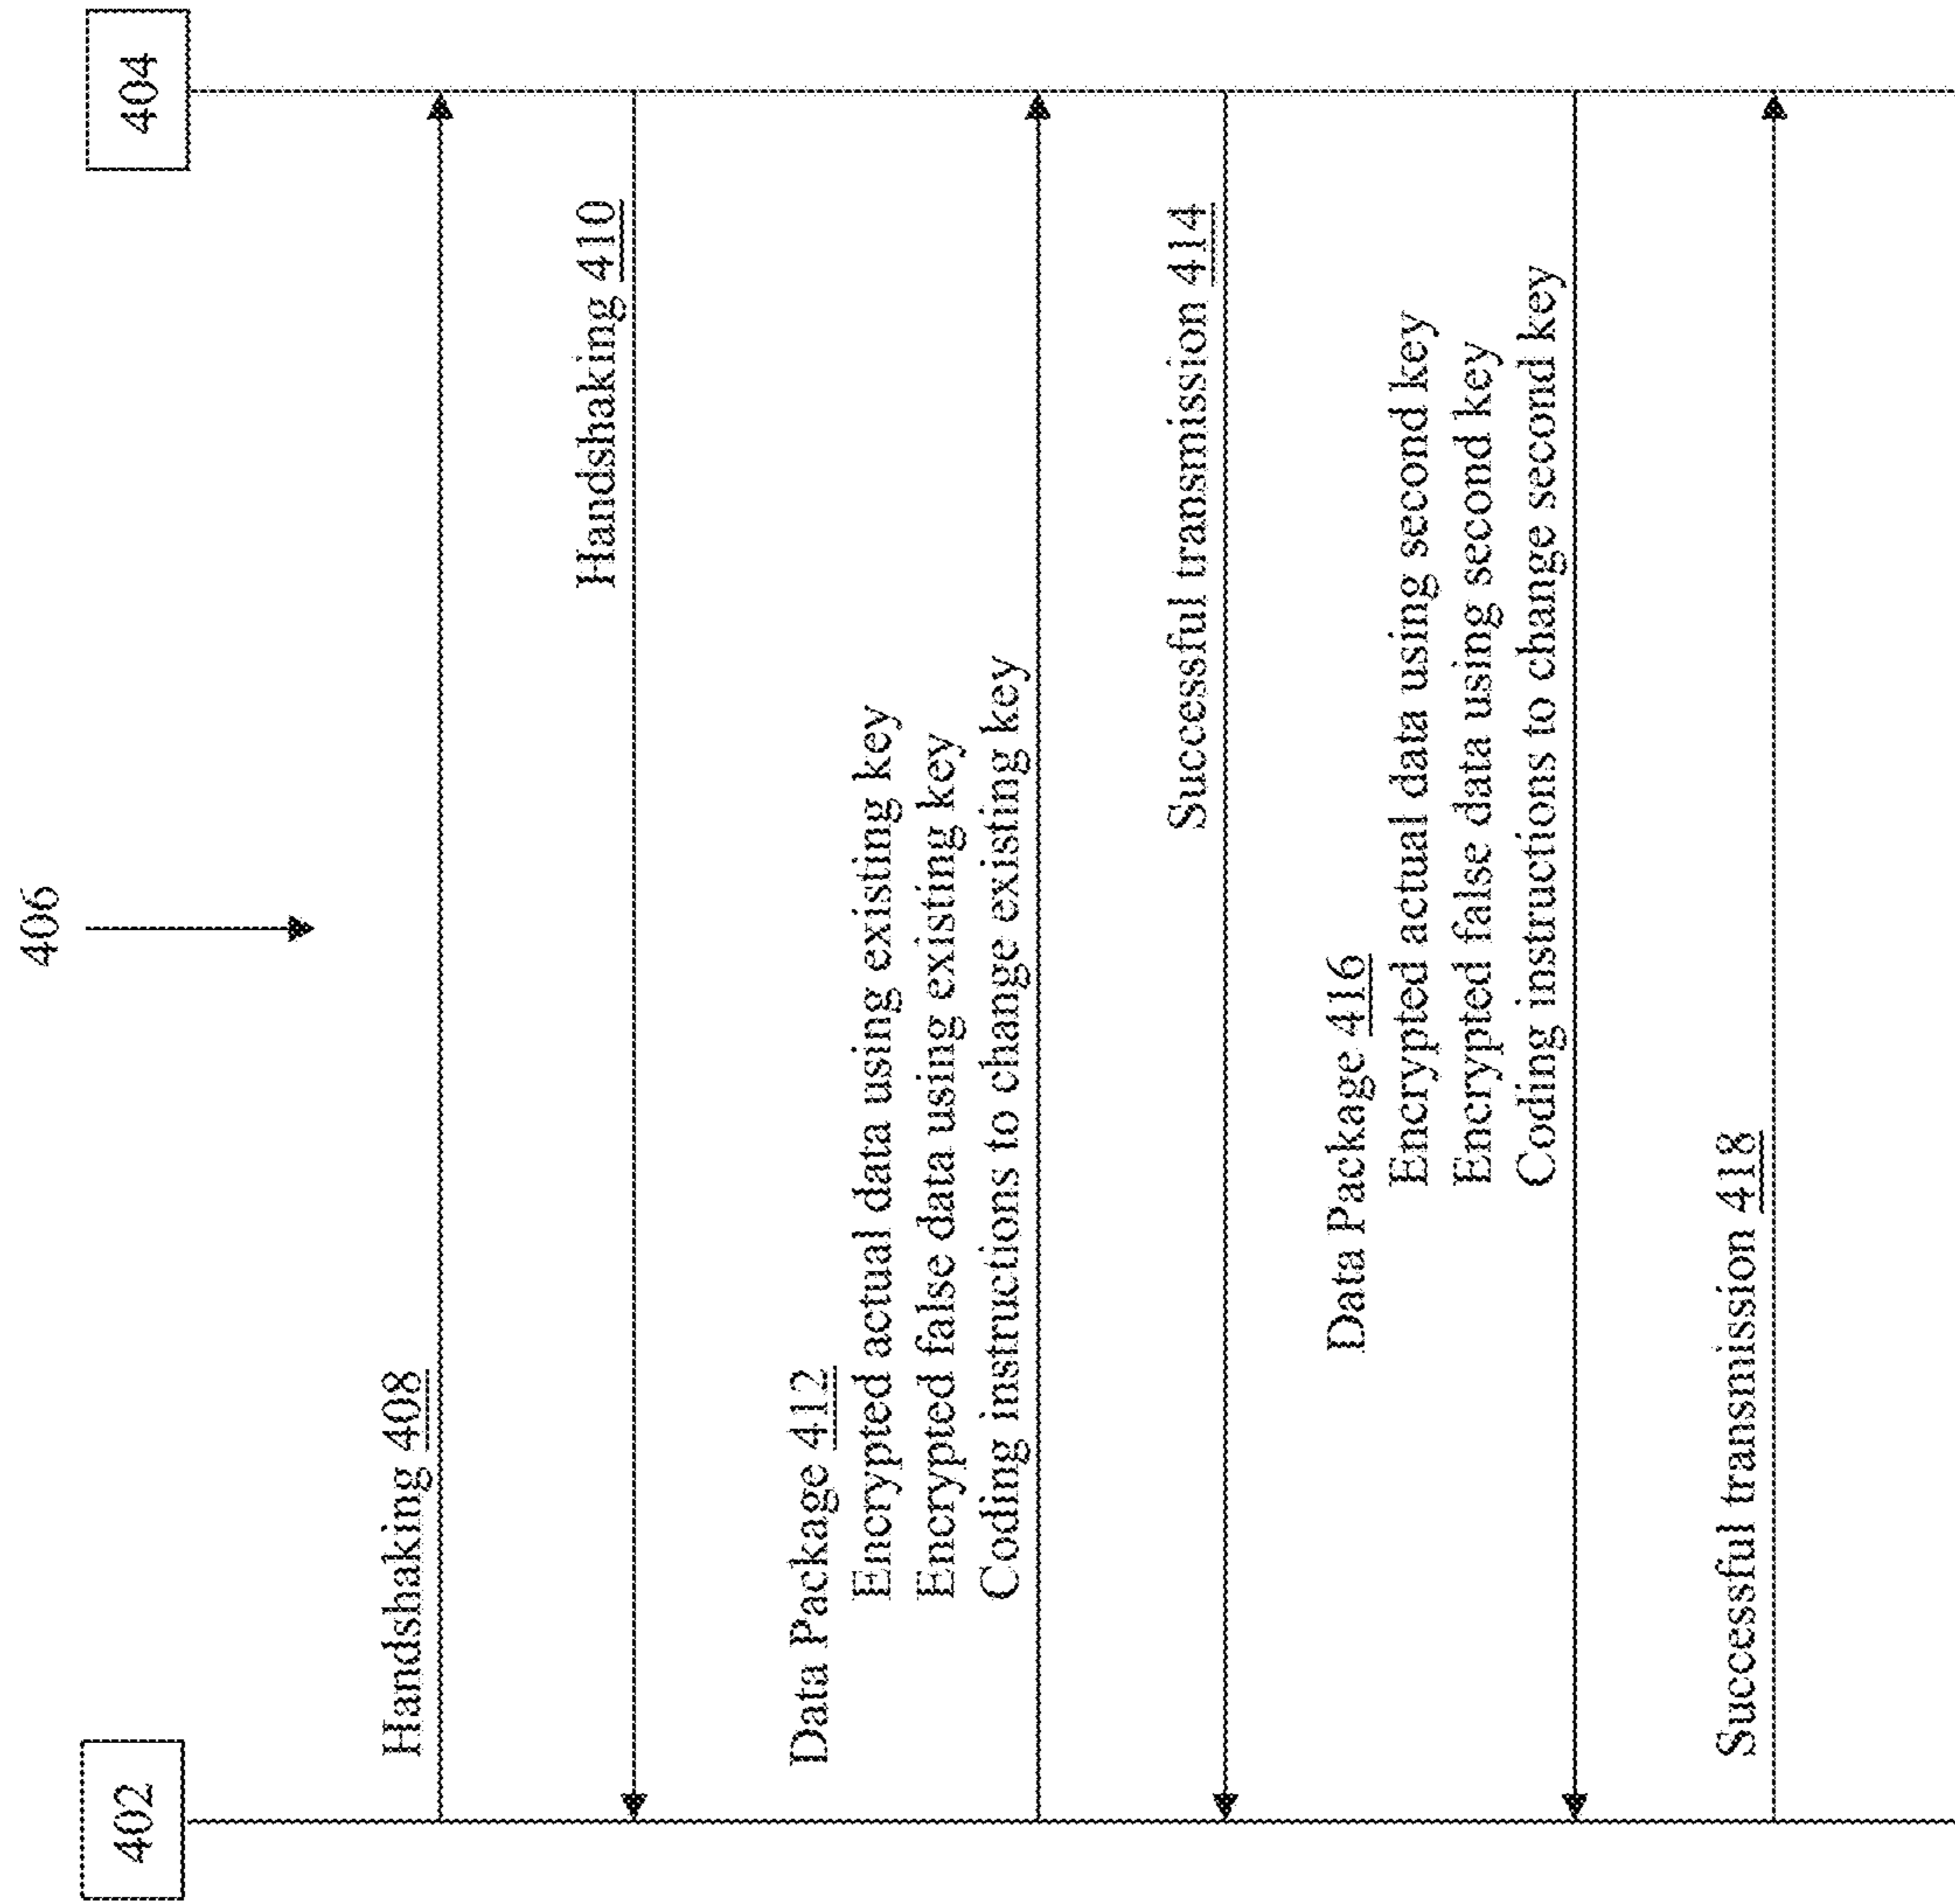 406
402
404
Handshaking 408
Handshaking 410
Data Package 412
Encrypted actual data using existing key
Encrypted false data using existing key
Coding instructions to change existing key
Successful transmission 414
Data Package 416
Encrypted actual data using second key
Encrypted false data using second key
Coding instructions to change second key
Successful transmission 418